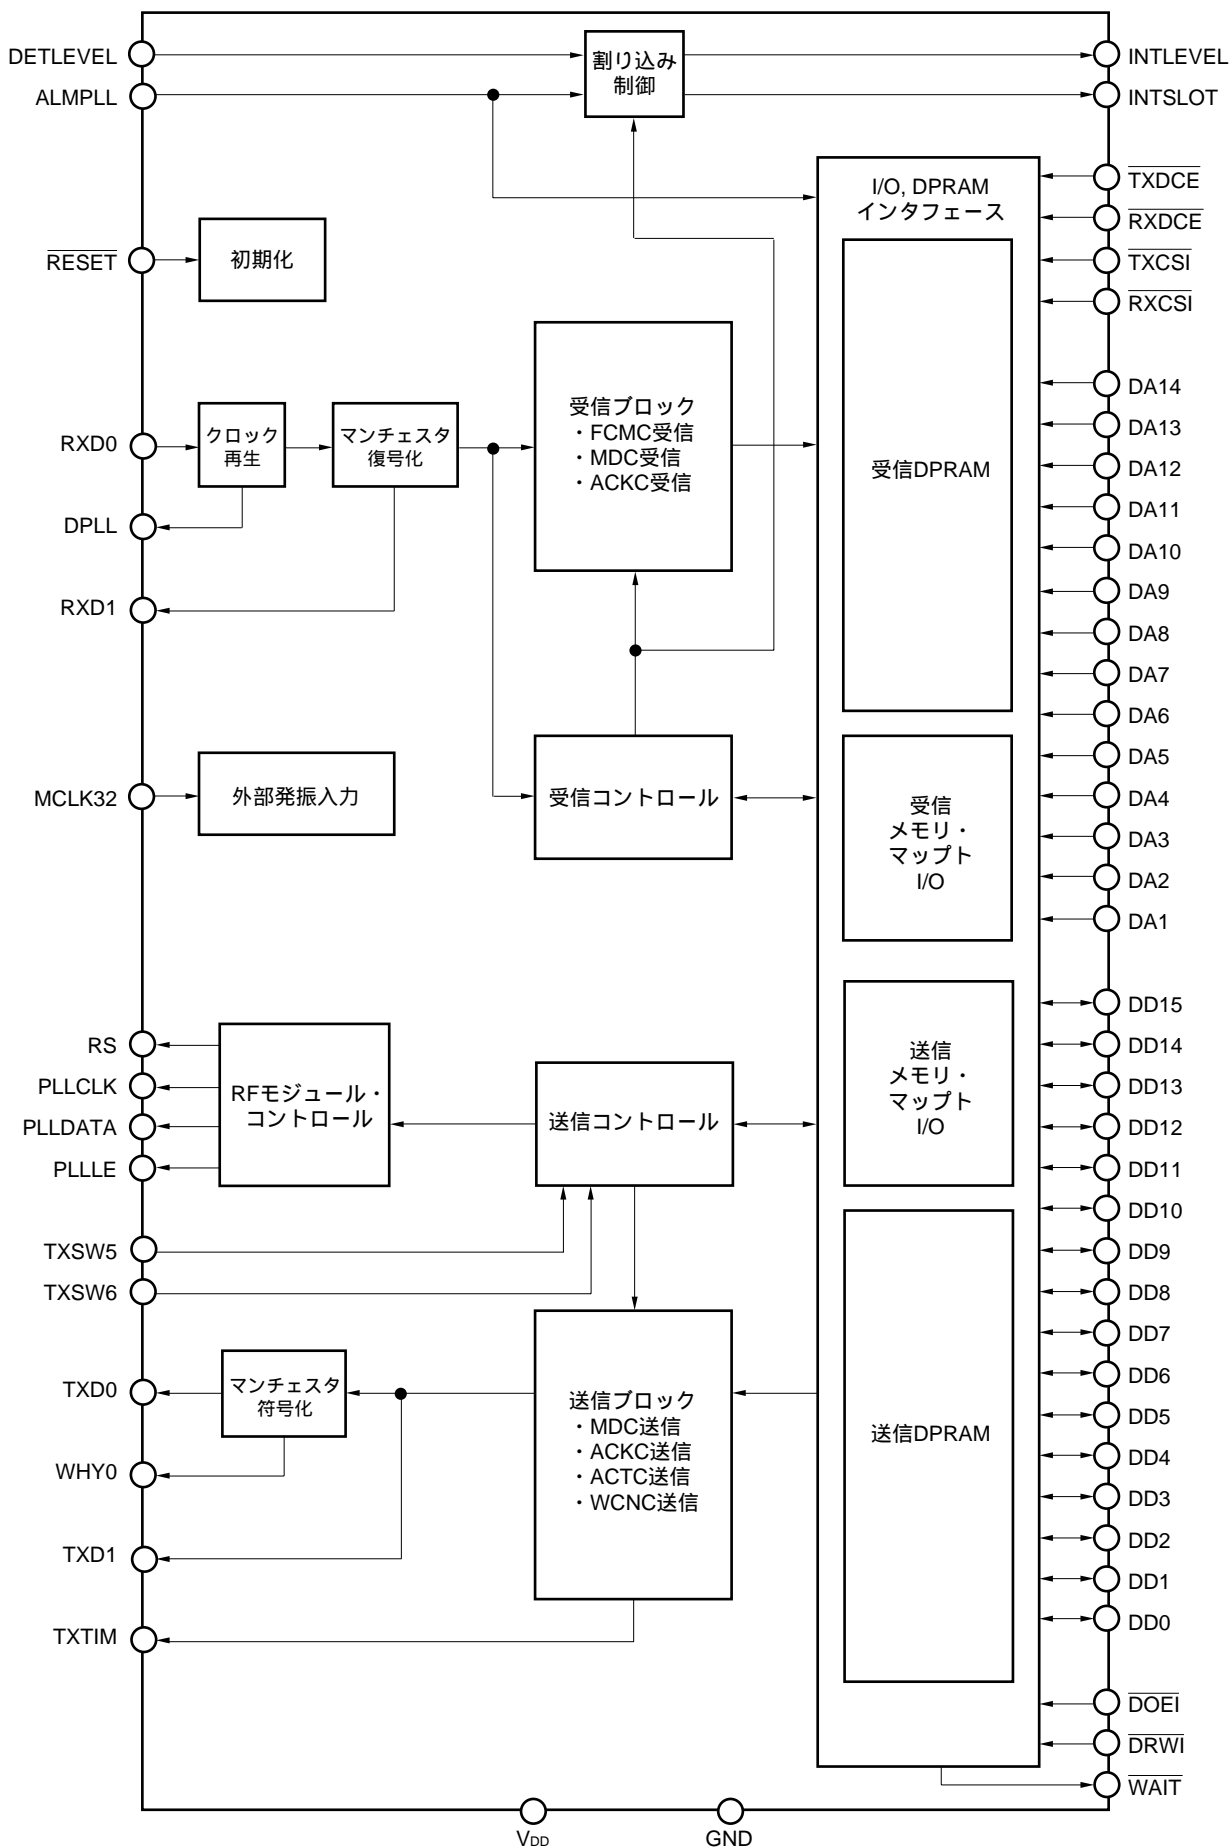 DETLEVEL
ALMPLL
RESET
RXD0
DPLL
RXD1
MCLK32
RS
PLLCLK
PLLDATA
PLLLE
TXSW5
TXSW6
TXD0
WHY0
TXD1
TXTIM
割り込み
制御
初期化
クロック
再生
マンチェスタ
復号化
受信ブロック
・FCMC受信
・MDC受信
・ACKC受信
外部発振入力
受信コントロール
RFモジュール・
コントロール
送信コントロール
マンチェスタ
符号化
送信ブロック
・MDC送信
・ACKC送信
・ACTC送信
・WCNC送信
I/O, DPRAM
インタフェース
受信DPRAM
受信
メモリ・
マップト
I/O
送信
メモリ・
マップト
I/O
送信DPRAM
INTLEVEL
INTSLOT
TXDCE
RXDCE
TXCSI
RXCSI
DA14
DA13
DA12
DA11
DA10
DA9
DA8
DA7
DA6
DA5
DA4
DA3
DA2
DA1
DD15
DD14
DD13
DD12
DD11
DD10
DD9
DD8
DD7
DD6
DD5
DD4
DD3
DD2
DD1
DD0
DOEI
DRWI
WAIT
VDD
GND